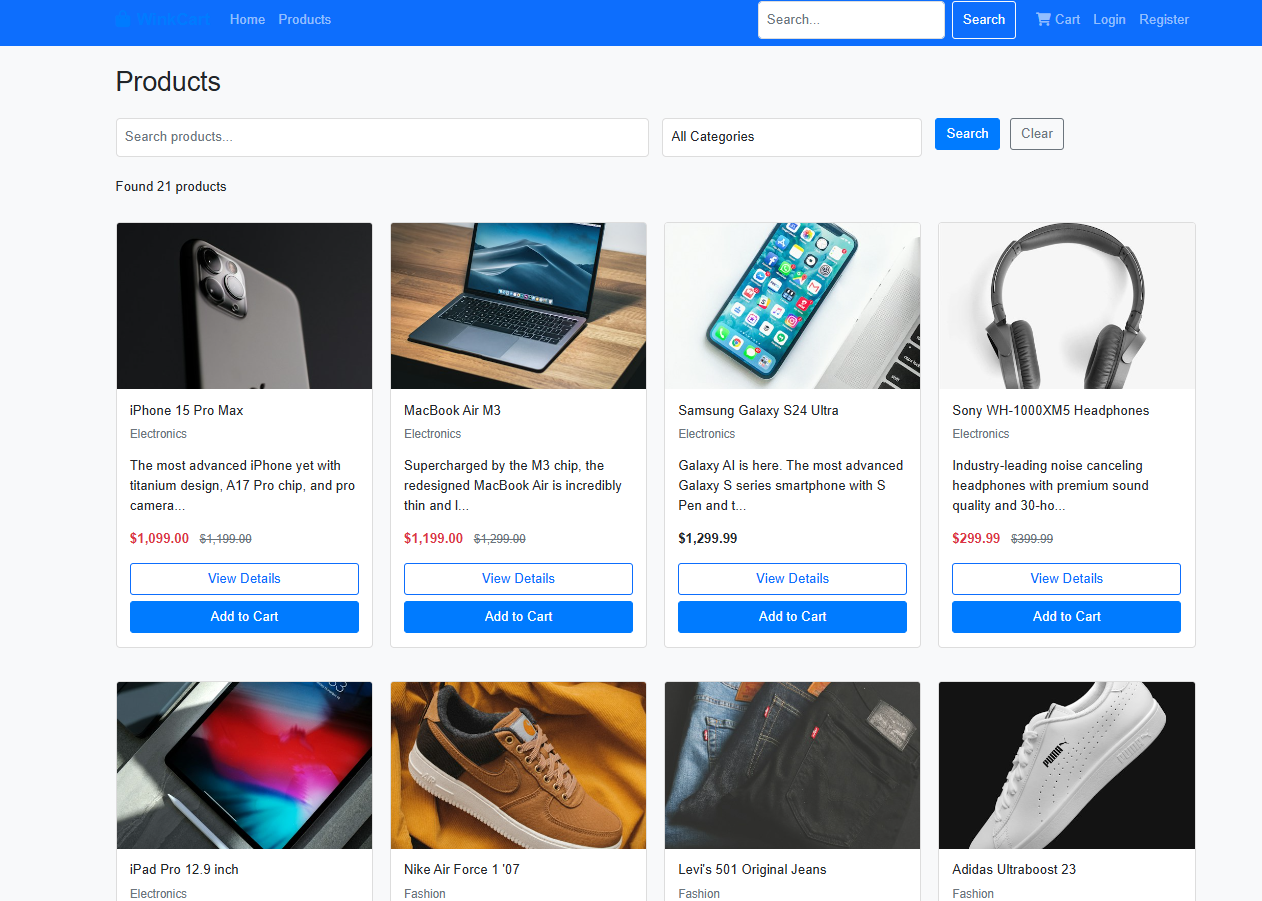 WinkCart Home Products Search... Search Cart Login Register
Products
Search products... All Categories Search Clear
Found 21 products
iPhone 15 Pro Max
Electronics
The most advanced iPhone yet with
titanium design, A17 Pro chip, and pro
camera...
$1,099.00 $1,199.00
View Details
Add to Cart
MacBook Air M3
Electronics
Supercharged by the M3 chip, the
redesigned MacBook Air is incredibly
thin and l...
$1,199.00 $1,299.00
View Details
Add to Cart
Samsung Galaxy S24 Ultra
Electronics
Galaxy AI is here. The most advanced
Galaxy S series smartphone with S
Pen and t...
$1,299.99
View Details
Add to Cart
Sony WH-1000XM5 Headphones
Electronics
Industry-leading noise canceling
headphones with premium sound
quality and 30-ho...
$299.99 $399.99
View Details
Add to Cart
iPad Pro 12.9 inch
Electronics
Nike Air Force 1 '07
Fashion
Levi's 501 Original Jeans
Fashion
PUMA
Adidas Ultraboost 23
Fashion